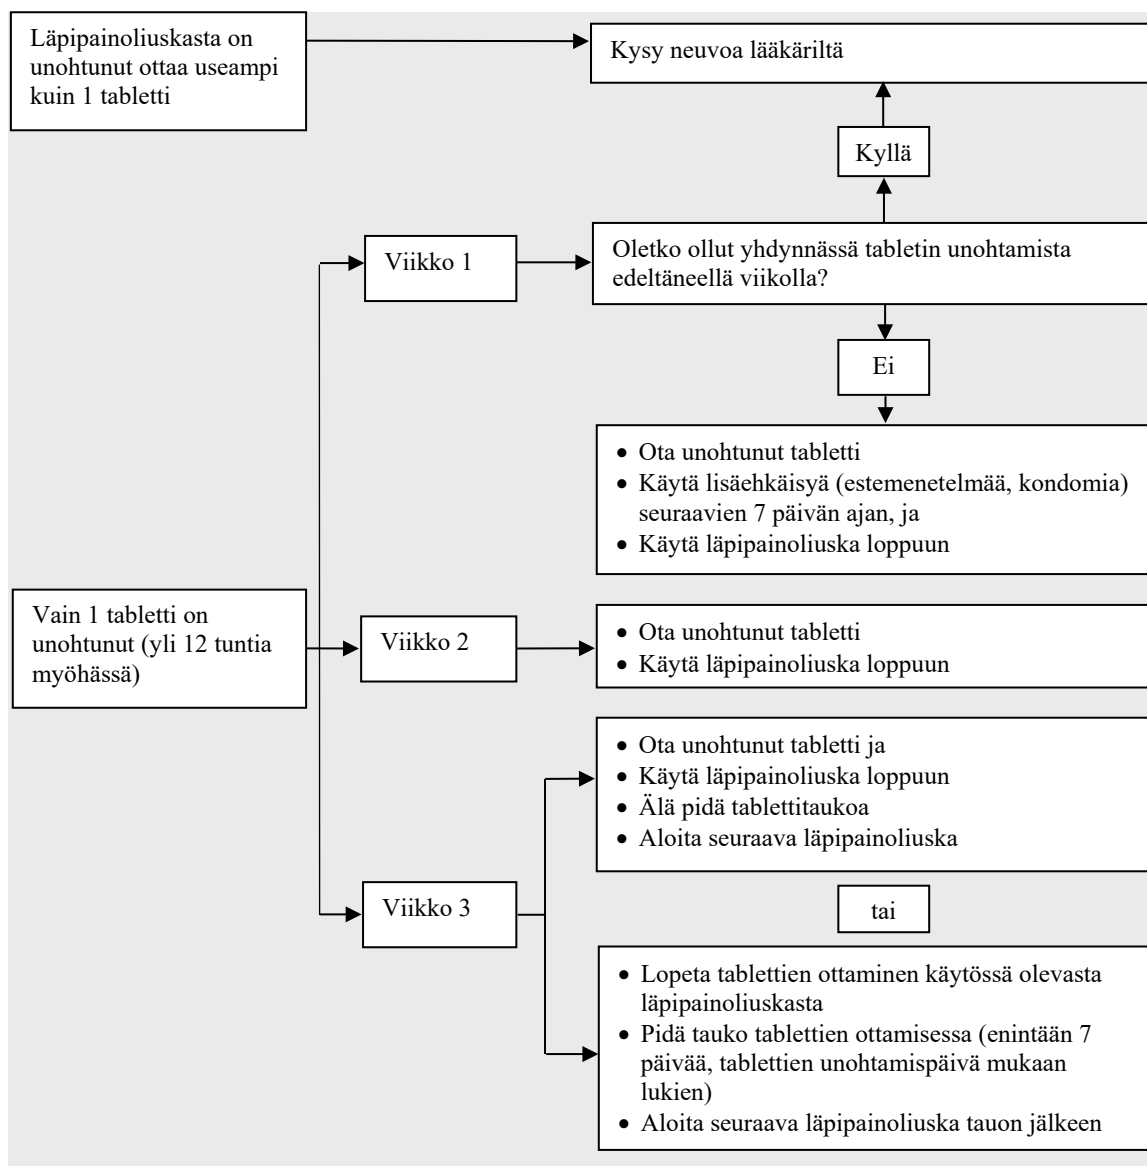 Läpipainoliuskasta on
unohtunut ottaa useampi
kuin 1 tabletti
Kysy neuvoa lääkäriltä
Kyllä
Viikko 1
Oletko ollut yhdynnässä tabletin unohtamista
edeltäneellä viikolla?
Ei
• Ota unohtunut tabletti
• Käytä lisäehkäisyä (estemenetelmää, kondomia)
seuraavien 7 päivän ajan, ja
• Käytä läpipainoliuska loppuun
Vain 1 tabletti on
unohtunut (yli 12 tuntia
myöhässä)
Viikko 2
• Ota unohtunut tabletti
• Käytä läpipainoliuska loppuun
• Ota unohtunut tabletti ja
• Käytä läpipainoliuska loppuun
• Älä pidä tablettitaukoa
• Aloita seuraava läpipainoliuska
Viikko 3
tai
• Lopeta tablettien ottaminen käytössä olevasta
läpipainoliuskasta
• Pidä tauko tablettien ottamisessa (enintään 7
päivää, tablettien unohtamispäivä mukaan
lukien)
• Aloita seuraava läpipainoliuska tauon jälkeen